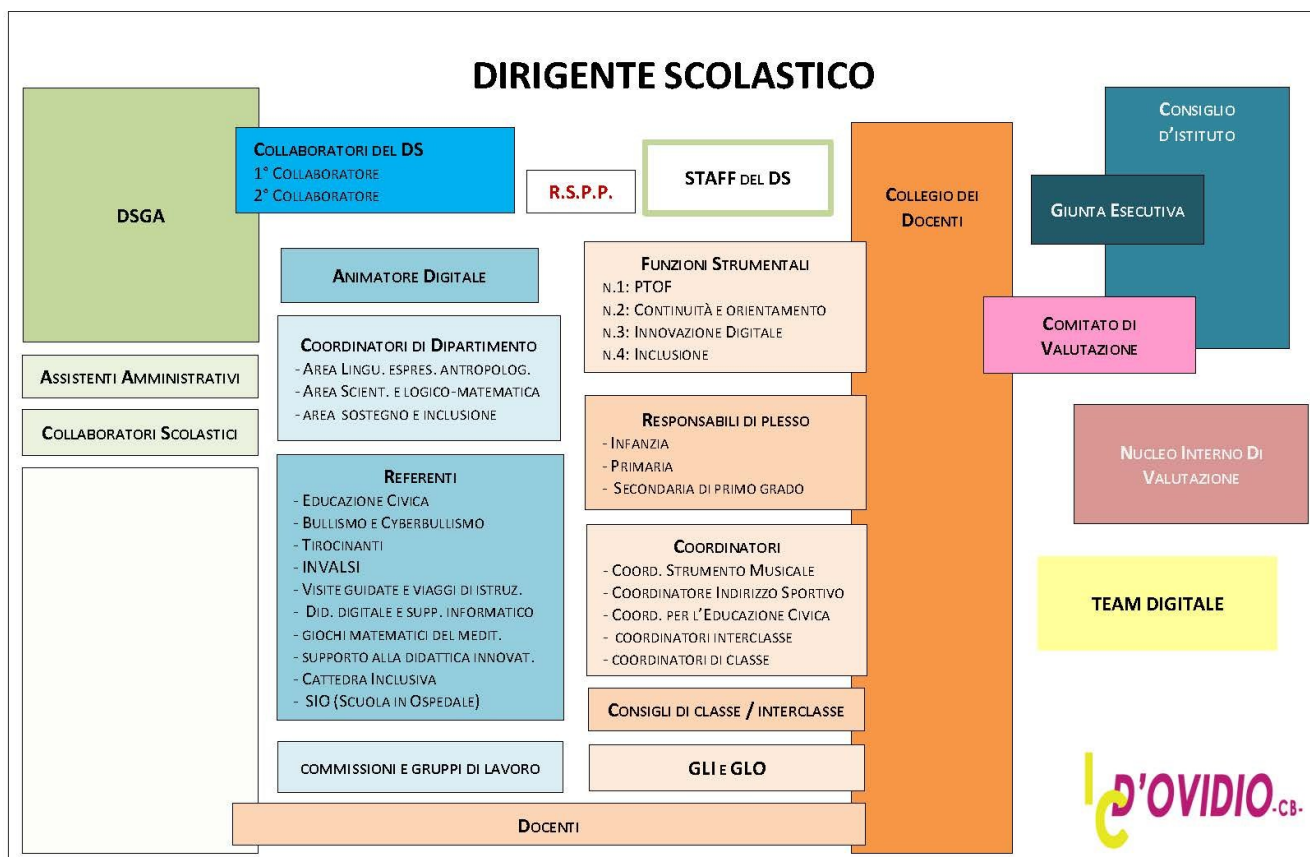 DIRIGENTE SCOLASTICO
DSGA
ASSISTENTI AMMINISTRATIVI
COLLABORATORI SCOLASTICI
COLLABORATORI DEL DS
1° COLLABORATORE
2° COLLABORATORE
R.S.P.P.
STAFF DEL DS
ANIMATORE DIGITALE
COORDINATORI DI DIPARTIMENTO
- AREA LINGU. ESPRES. ANTROPOLOG.
- AREA SCIENT. E LOGICO-MATEMATICA
- AREA SOSTEGNO E INCLUSIONE
REFERENTI
- EDUCAZIONE CIVICA
- BULLISMO E CYBERBULLISMO
- TIROCINANTI
- INVALSI
- VISITE GUIDATE E VIAGGI DI ISTRUZ.
- DID. DIGITALE E SUPP. INFORMATICO
- GIOCHI MATEMATICI DEL MEDIT.
- SUPPORTO ALLA DIDATTICA INNOVAT.
- CATTEDRA INCLUSIVA
- SIO (SCUOLA IN OSPEDALE)
COMMISSIONI E GRUPPI DI LAVORO
FUNZIONI STRUMENTALI
N.1: PTOF
N.2: CONTINUITÀ E ORIENTAMENTO
N.3: INNOVAZIONE DIGITALE
N.4: INCLUSIONE
RESPONSABILI DI PLESSO
- INFANZIA
- PRIMARIA
- SECONDARIA DI PRIMO GRADO
COORDINATORI
- COORD. STRUMENTO MUSICALE
- COORDINATORE INDIRIZZO SPORTIVO
- COORD. PER L'EDUCAZIONE CIVICA
- COORDINATORI INTERCLASSE
- COORDINATORI DI CLASSE
CONSIGLI DI CLASSE / INTERCLASSE
GLI E GLO
DOCENTI
COLLEGIO DEI
DOCENTI
CONSIGLIO
D'ISTITUTO
GIUNTA ESECUTIVA
COMITATO DI
VALUTAZIONE
NUCLEO INTERNO DI
VALUTAZIONE
TEAM DIGITALE
IC D'OVIDIO -CB-